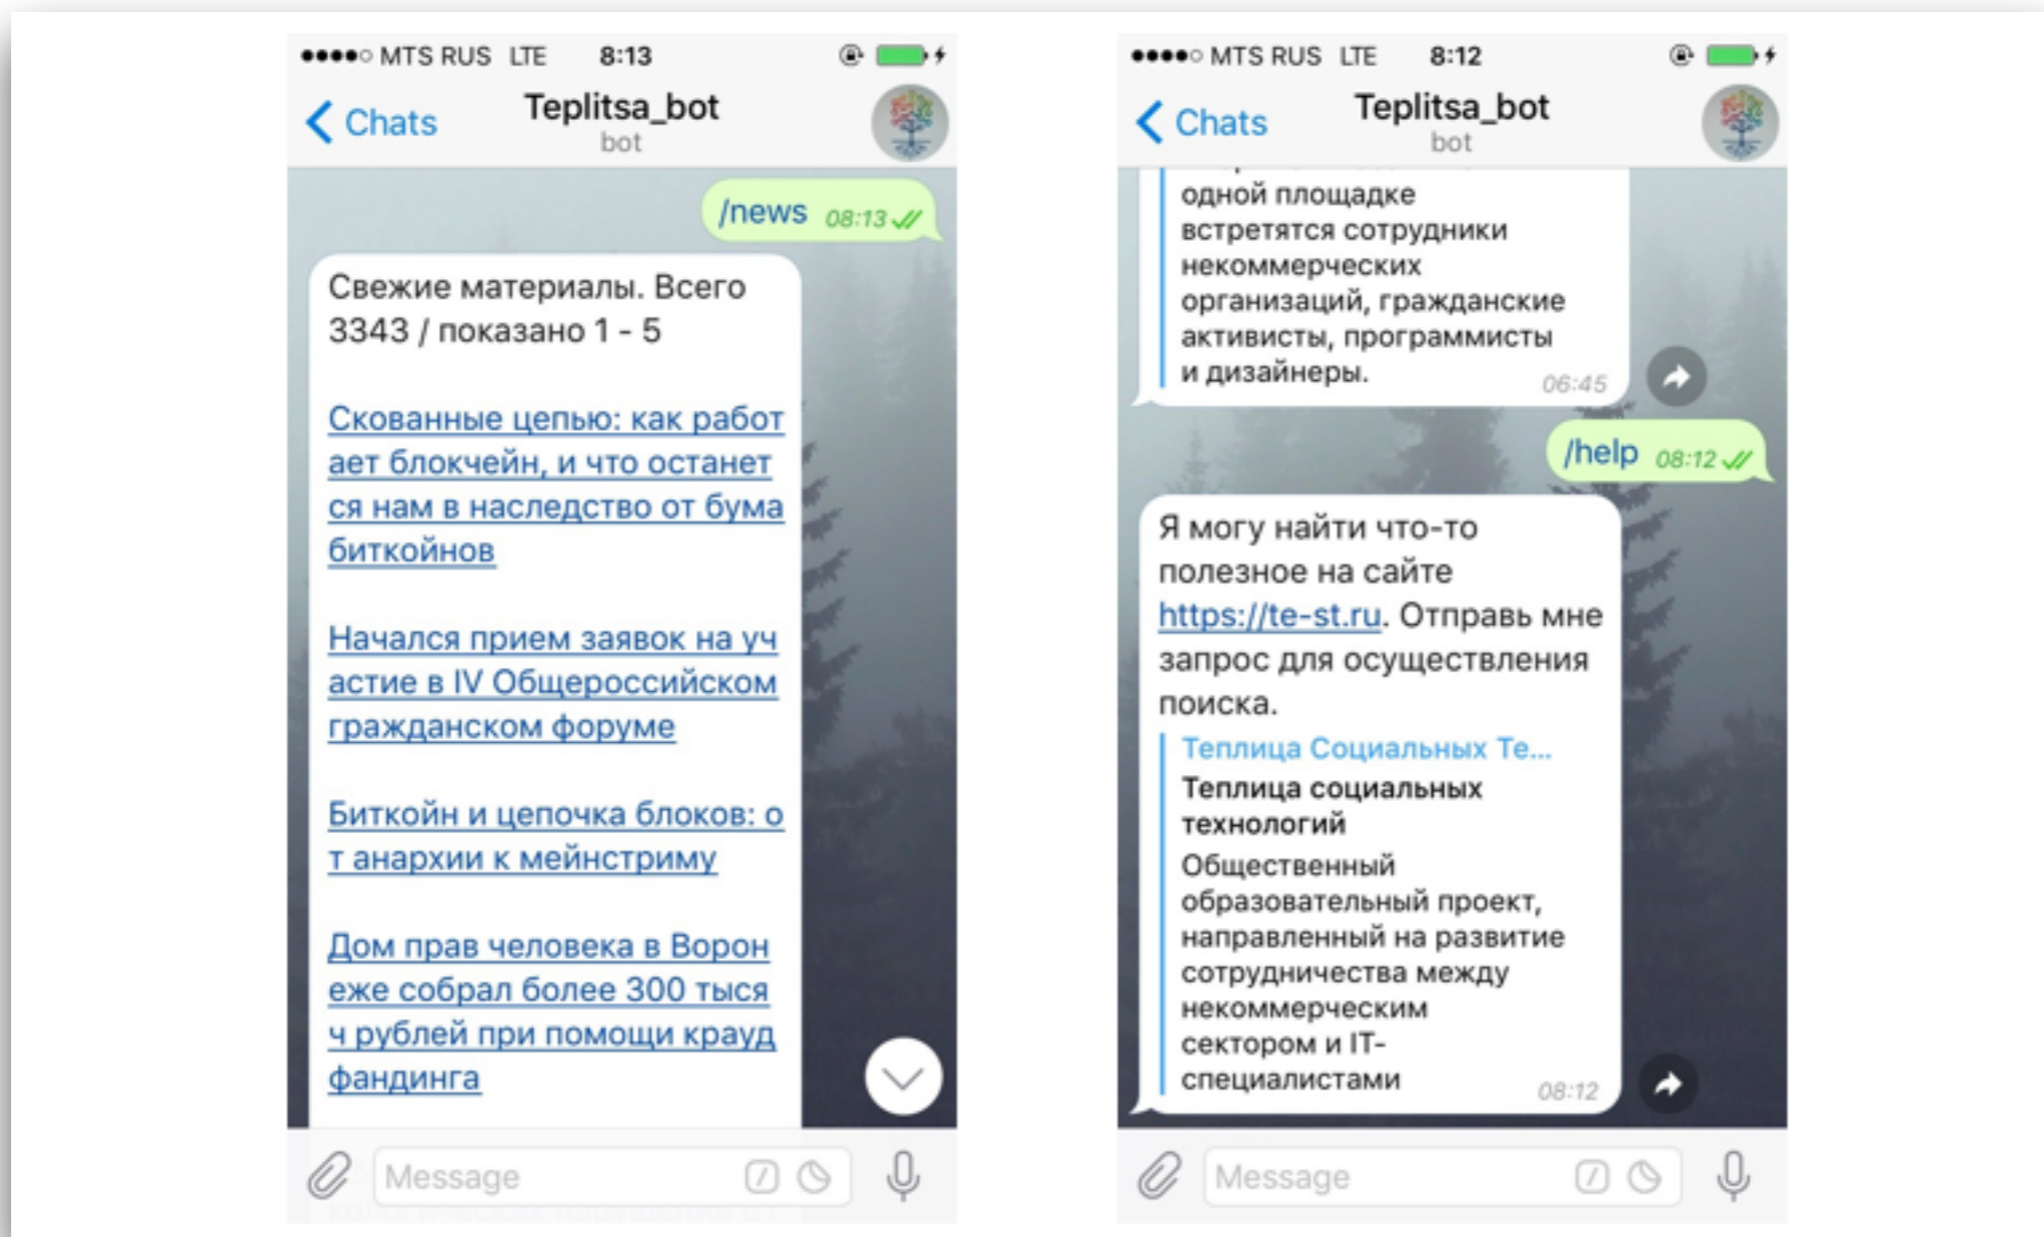 MTS RUS LTE 8:13
Chats
Teplitsa_bot
bot
/news 08:13
Свежие материалы. Всего
3343 / показано 1 - 5
Скованные цепью: как работ
ает блокчейн, и что останет
ся нам в наследство от бума
биткойнов
Начался прием заявок на уч
астие в IV Общероссийском
гражданском форуме
Биткойн и цепочка блоков: о
т анархии к мейнстриму
Дом прав человека в Ворон
еже собрал более 300 тыся
ч рублей при помощи крауд
фандинга
Message
MTS RUS LTE 8:12
Chats
Teplitsa_bot
bot
одной площадке
встретятся сотрудники
некоммерческих
организаций, гражданские
активисты, программисты
и дизайнеры.
06:45
/help 08:12
Я могу найти что-то
полезное на сайте
https://te-st.ru. Отправь мне
запрос для осуществления
поиска.
Теплица Социальных Те...
Теплица социальных
технологий
Общественный
образовательный проект,
направленный на развитие
сотрудничества между
некоммерческим
сектором и IT-
специалистами
08:12
Message